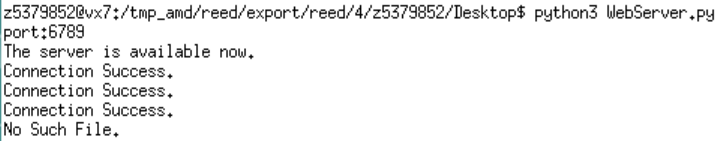 z5379852@vx7:/tmp_amd/reed/export/reed/4/z5379852/Desktop$ python3 WebServer.py
port:6789
The server is available now.
Connection Success.
Connection Success.
Connection Success.
No Such File.